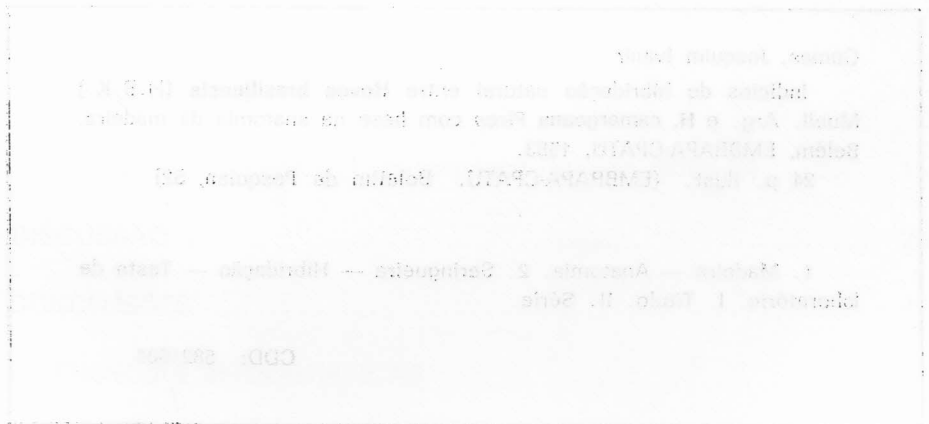 Gomes, Joaquim Ivanir
Indícios de hibridação natural entre Hevea brasiliensis (H.B.K.)
Muell. Arg. e H. camargoana Pires com base na anatomia da madeira.
Belém, EMBRAPA-CPATU, 1983.
24 p. ilust. (EMBRAPA-CPATU. Boletim de Pesquisa,
1. Madeira — Anatomia. 2. Seringueira — Hibridação — Teste de
laboratório. I. Título. II. Série
CDD: